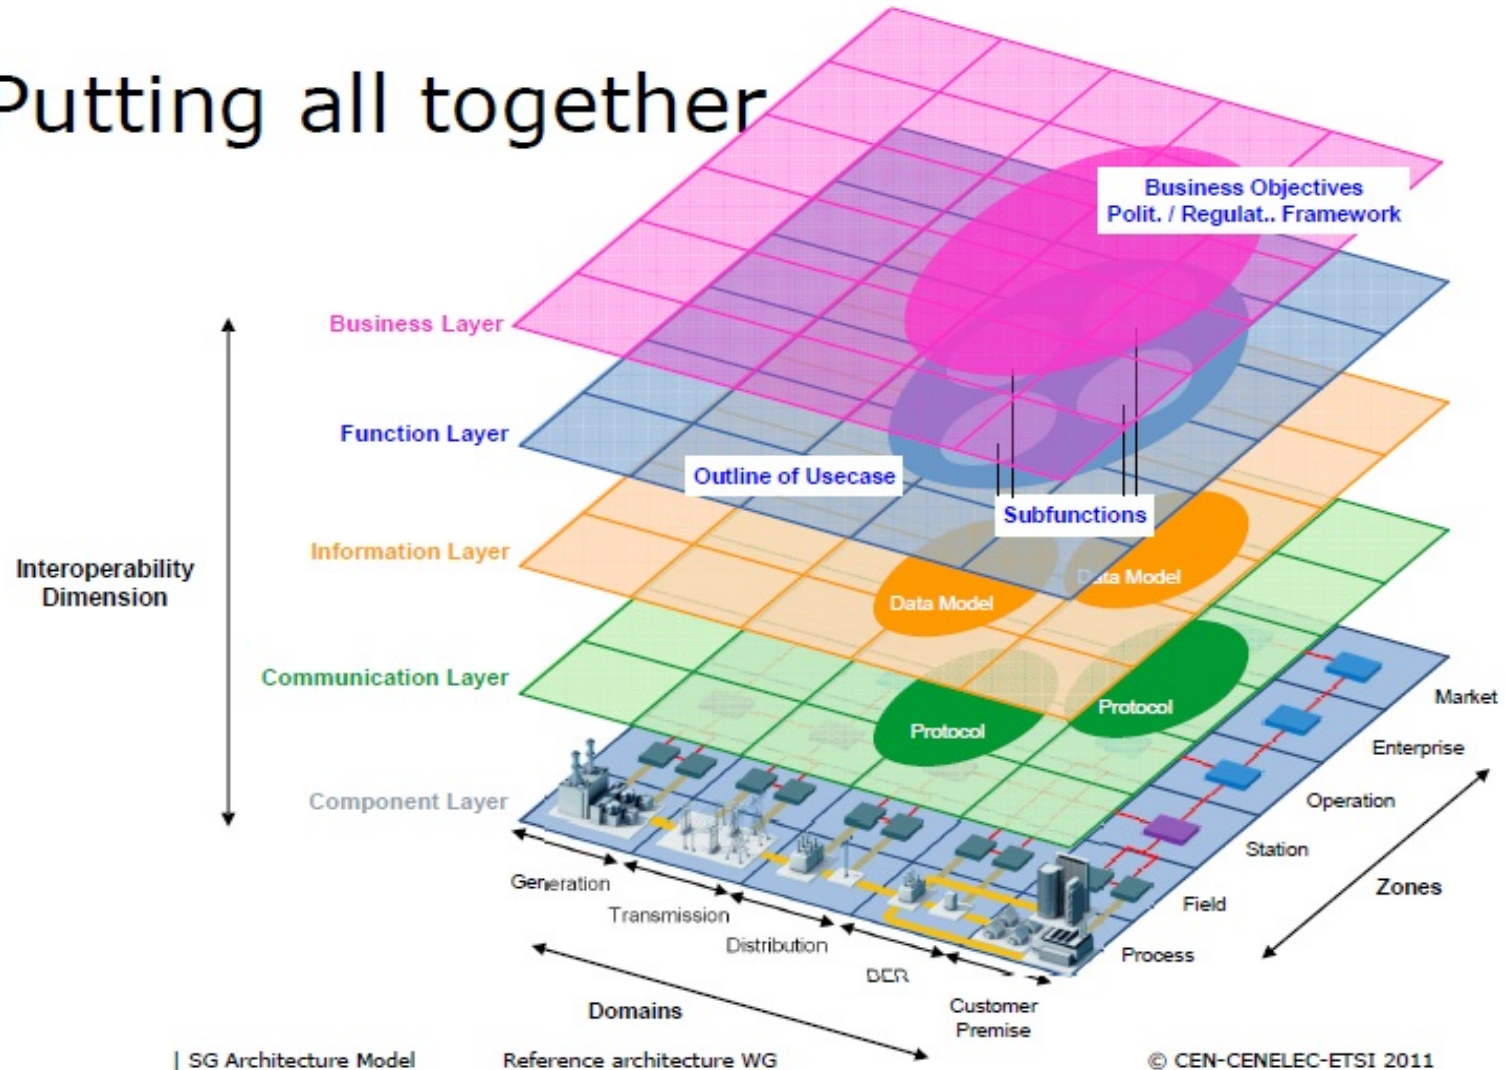 Putting all together
Business Objectives
Polit. / Regulat.. Framework
Business Layer
Function Layer
Outline of Usecase
Subfunctions
Information Layer
Interoperability
Dimension
Data Model
Data Model
Communication Layer
Protocol
Protocol
Component Layer
Market
Enterprise
Operation
Station
Zones
Field
Process
Generation
Transmission
Distribution
DER
Customer
Premise
Domains
| SG Architecture Model
Reference architecture WG
© CEN-CENELEC-ETSI 2011